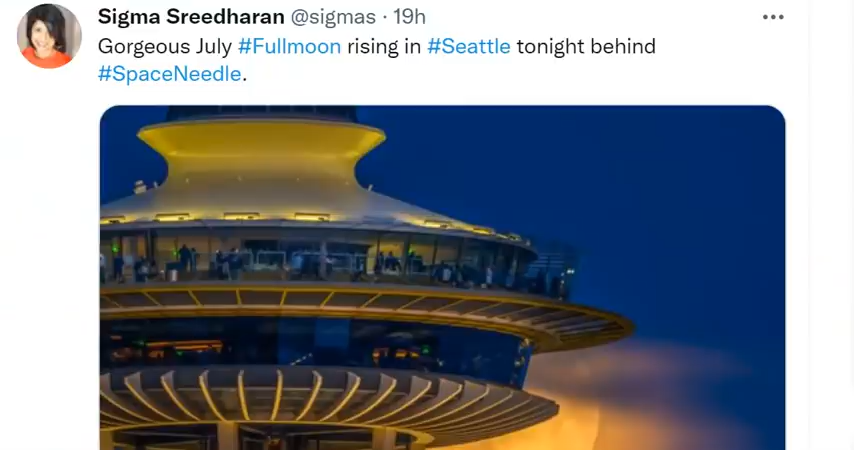 Sigma Sreedharan @sigmas · 19h
Gorgeous July #Fullmoon rising in #Seattle tonight behind
#SpaceNeedle.